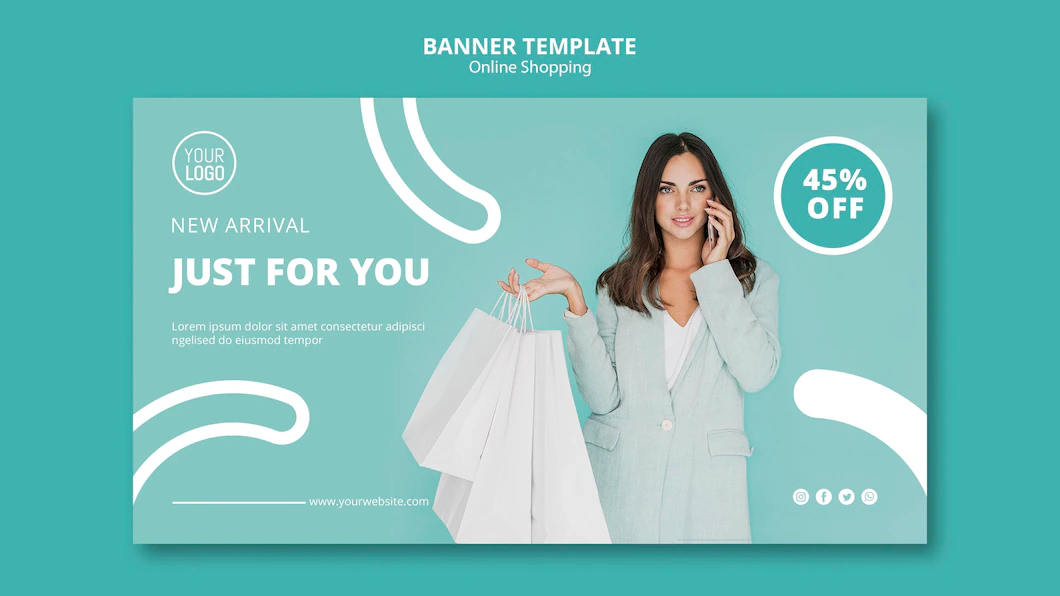 BANNER TEMPLATE
Online Shopping
YOUR
LOGO
NEW ARRIVAL
JUST FOR YOU
Lorem ipsum dolor sit amet consectetur adipisci
ngelised do eiusmod tempor
www.yourwebsite.com
45%
OFF